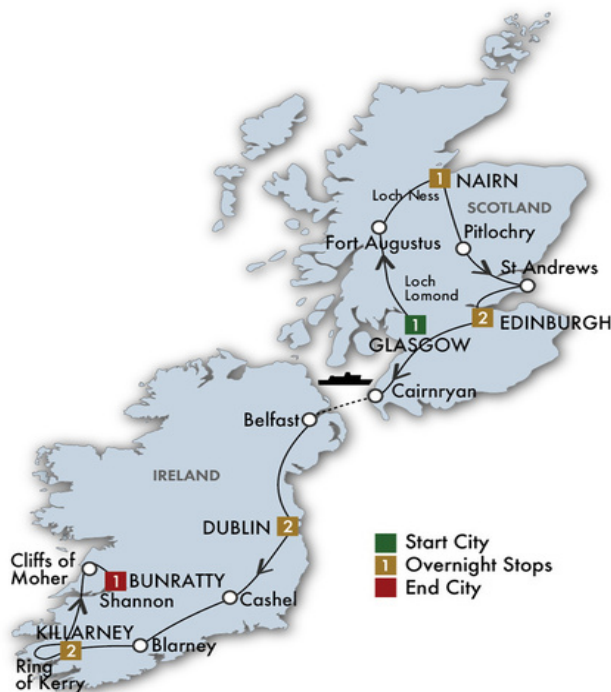 1 NAIRN
Loch Ness
SCOTLAND
Fort Augustus
Pitlochry
St Andrews
Loch
Lomond
1
GLASGOW
2 EDINBURGH
Cairnryan
Belfast
IRELAND
DUBLIN 2
Cliffs of
Moher
1 BUNRATTY
Shannon
Cashel
KILLARNEY
2
Blarney
Ring
of Kerry
Start City
1 Overnight Stops
End City